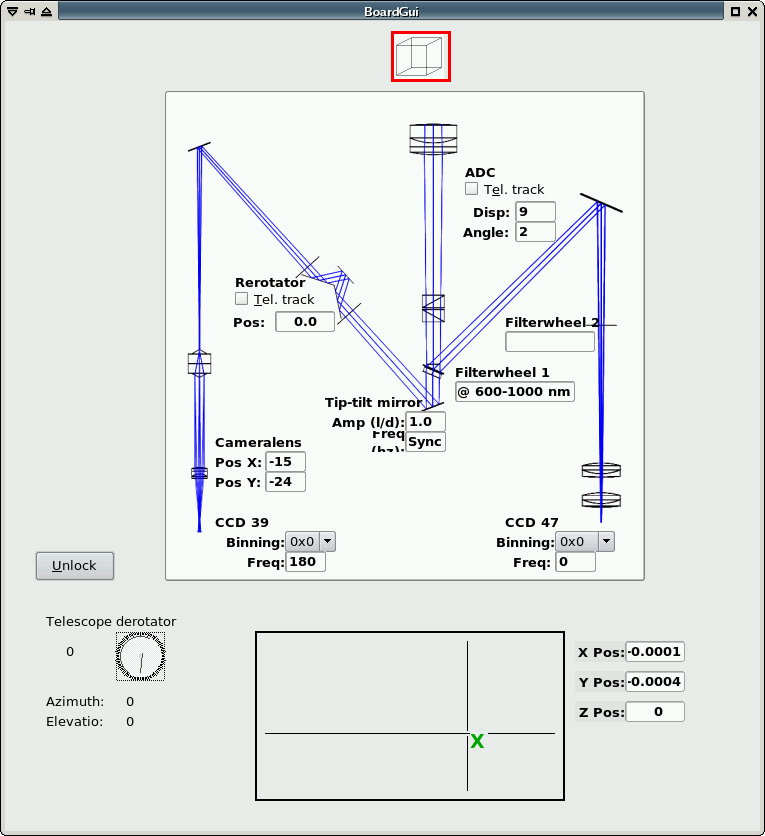 BoardGui
ADC
Tel. track
Disp: 9
Angle: 2
Rerotator
Tel. track
Pos: 0.0
Filterwheel 2
Filterwheel 1
@ 600-1000 nm
Tip-tilt mirror
Amp (l/d): 1.0
Freq Sync
(hz):
Cameralens
Pos X: -15
Pos Y: -24
CCD 39
Binning: 0x0
Freq: 180
CCD 47
Binning: 0x0
Freq: 0
Unlock
Telescope derotator
0
Azimuth: 0
Elevatio: 0
X
X Pos: -0.0001
Y Pos: -0.0004
Z Pos: 0